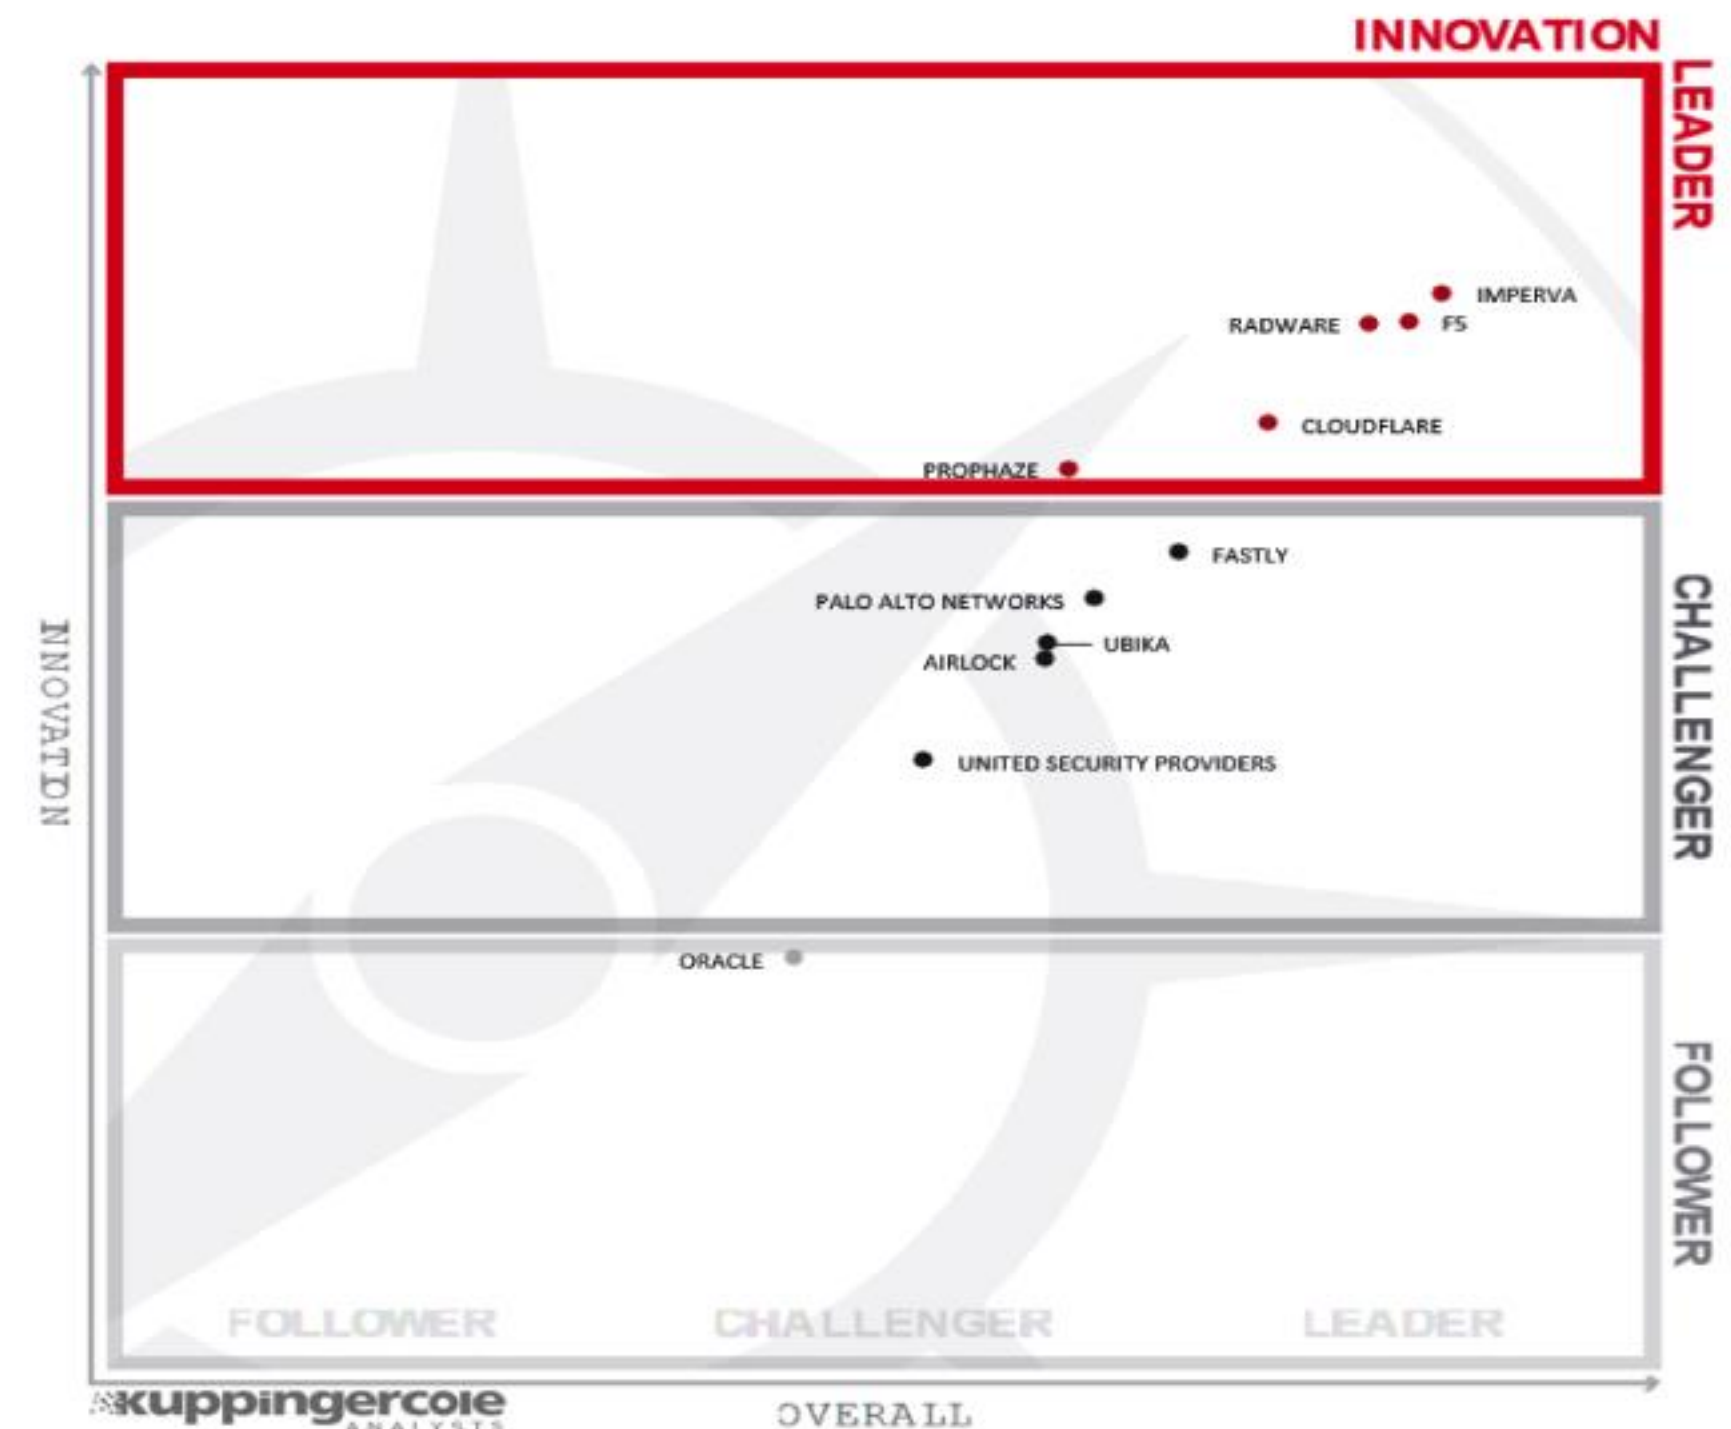 INNOVATION
LEADER
IMPERVA
RADWARE
F5
CLOUDFLARE
PROPHAZE
FASTLY
PALO ALTO NETWORKS
UBIKA
AIRLOCK
UNITED SECURITY PROVIDERS
CHALLENGER
INNOVATION
ORACLE
FOLLOWER
FOLLOWER CHALLENGER LEADER
kuppingercole
ANALYSTS
OVERALL